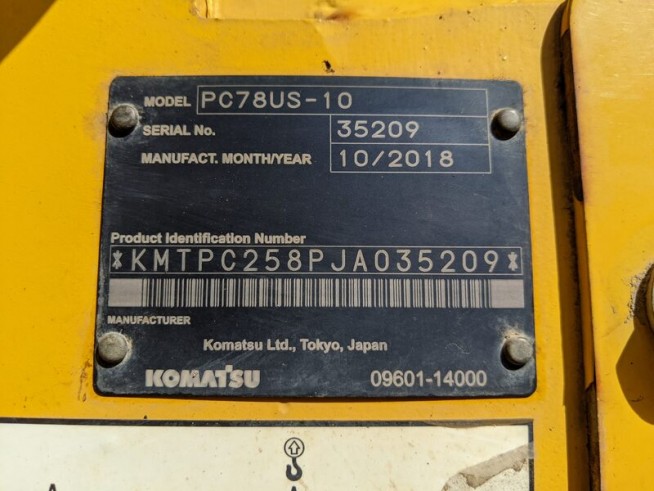 MODEL PC78US-10
SERIAL No. 35209
MANUFACT. MONTH/YEAR 10/2018
Product Identification Number
*KMTPC258PJA035209*
MANUFACTURER
Komatsu Ltd., Tokyo, Japan
KOMATSU 09601-14000